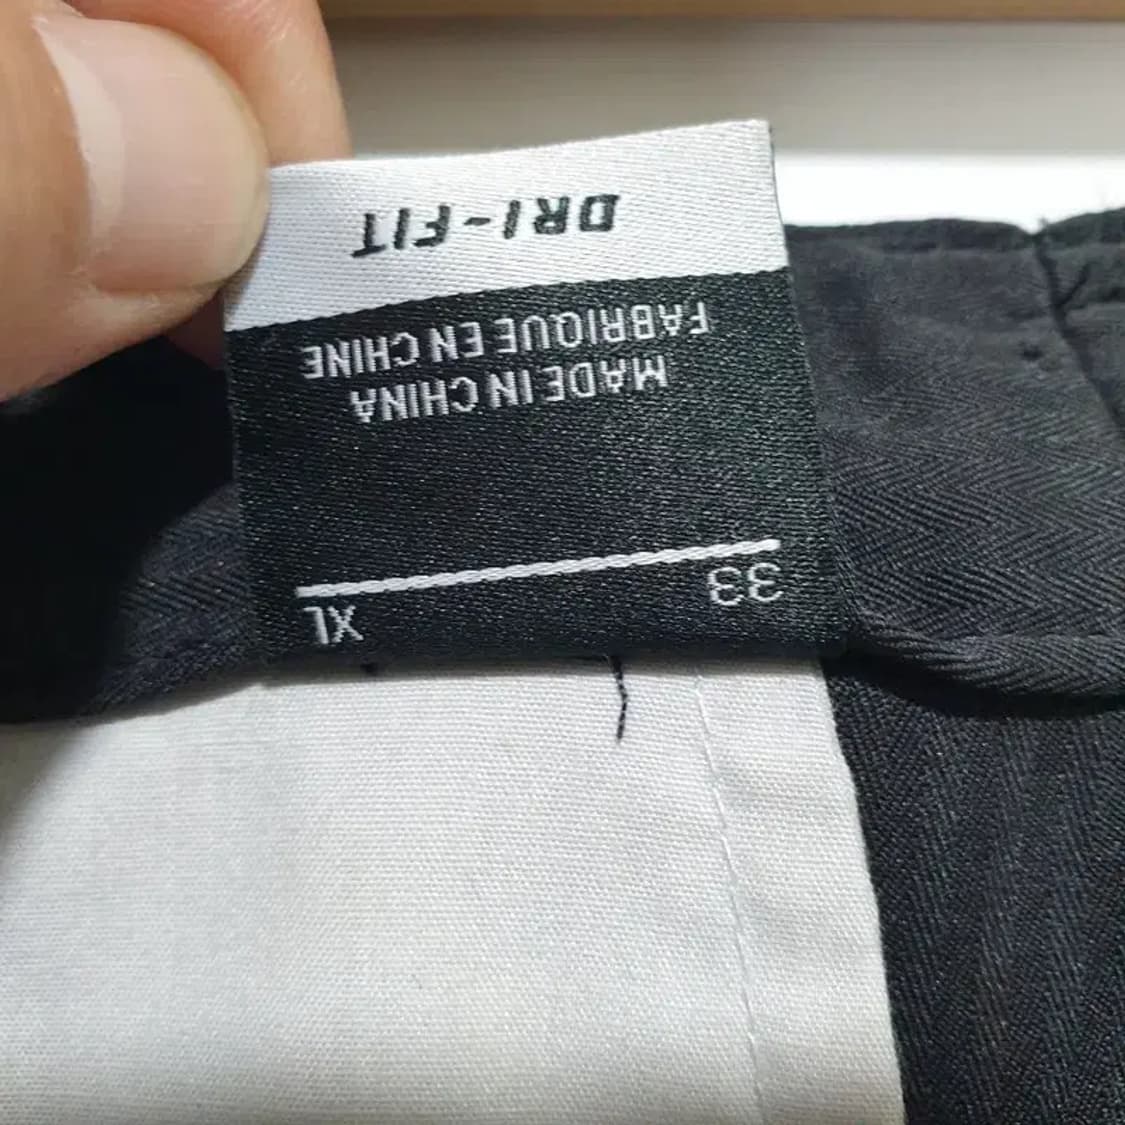 33 XL
MADE IN CHINA
FABRIQUE EN CHINE
DRI-FIT